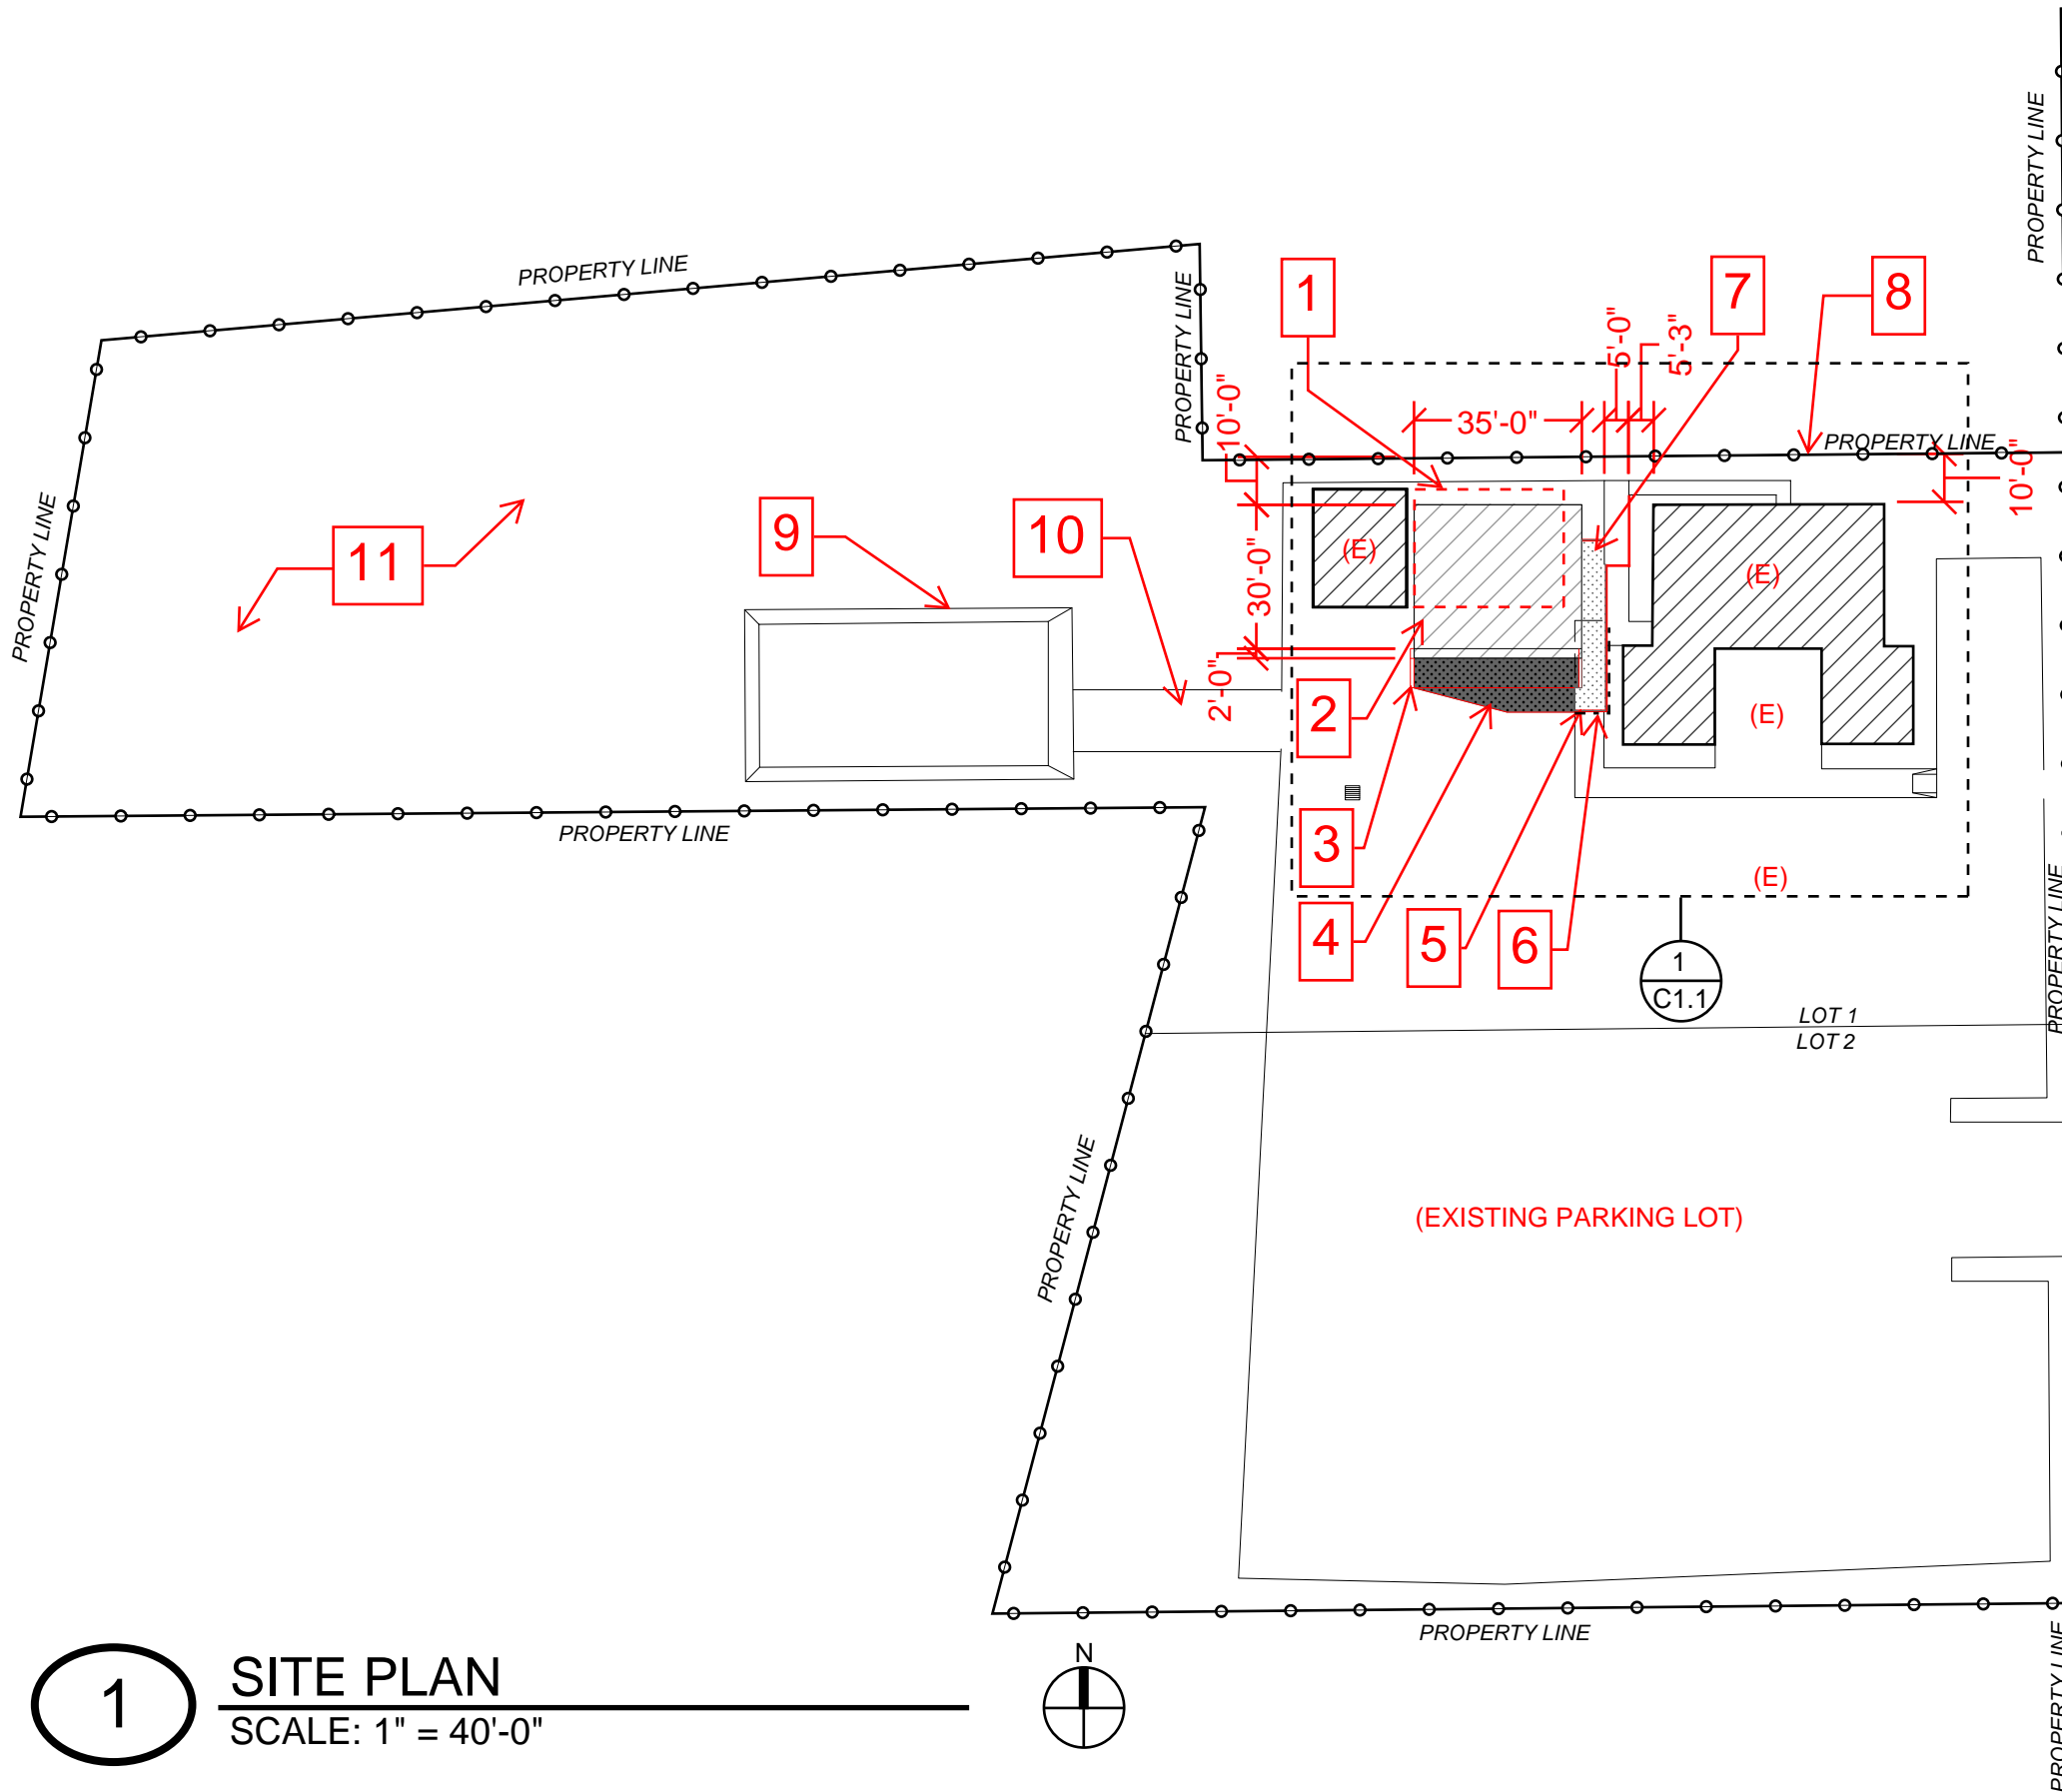 PROPERTY LINE
PROPERTY LINE
PROPERTY LINE
1
7
8
5'-0"
5'-3"
10'-0"
35'-0"
PROPERTY LINE
10'-0"
PROPERTY LINE
11
9
10
(E)
30'-0"
(E)
2'-0"
2
(E)
PROPERTY LINE
3
(E)
4
5
6
PROPERTY LINE
1
C1.1
LOT 1
LOT 2
PROPERTY LINE
(EXISTING PARKING LOT)
PROPERTY LINE
PROPERTY LINE
N
1
SITE PLAN
SCALE: 1" = 40'-0"